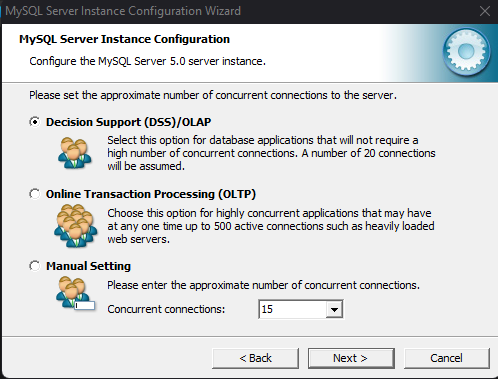 MySQL Server Instance Configuration Wizard
MySQL Server Instance Configuration
Configure the MySQL Server 5.0 server instance.
Please set the approximate number of concurrent connections to the server.
Decision Support (DSS)/OLAP
Select this option for database applications that will not require a
high number of concurrent connections. A number of 20 connections
will be assumed.
Online Transaction Processing (OLTP)
Choose this option for highly concurrent applications that may have
at any one time up to 500 active connections such as heavily loaded
web servers.
Manual Setting
Please enter the approximate number of concurrent connections.
Concurrent connections: 15
< Back Next > Cancel